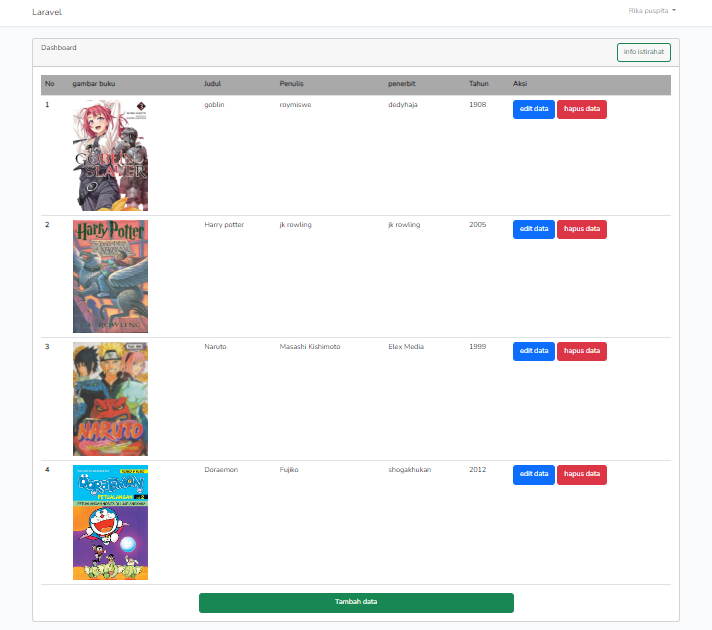 Laravel
Rika puspita
Dashboard
info istirahat
No gambar buku Judul Penulis penerbit Tahun Aksi
1 goblin roymiswe dedyhaja 1908 edit data hapus data
3
GOBLIN
SLAYER
2 Harry potter jk rowling jk rowling 2005 edit data hapus data
Harry Potter
ROWLING
3 Naruto Masashi Kishimoto Elex Media 1999 edit data hapus data
NARUTO
4 Doraemon Fujiko shogakhukan 2012 edit data hapus data
DORAEMON
PETUALANGAN
Tambah data